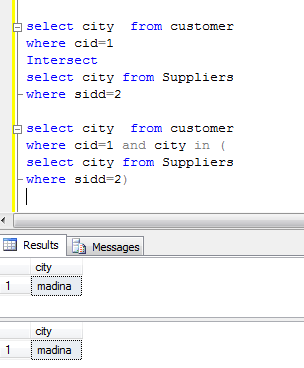 select city  from customer
where cid=1
Intersect
select city from Suppliers
where sidd=2
select city  from customer
where cid=1 and city in (
select city from Suppliers
where sidd=2)
Results Messages
city
1 madina
city
1 madina